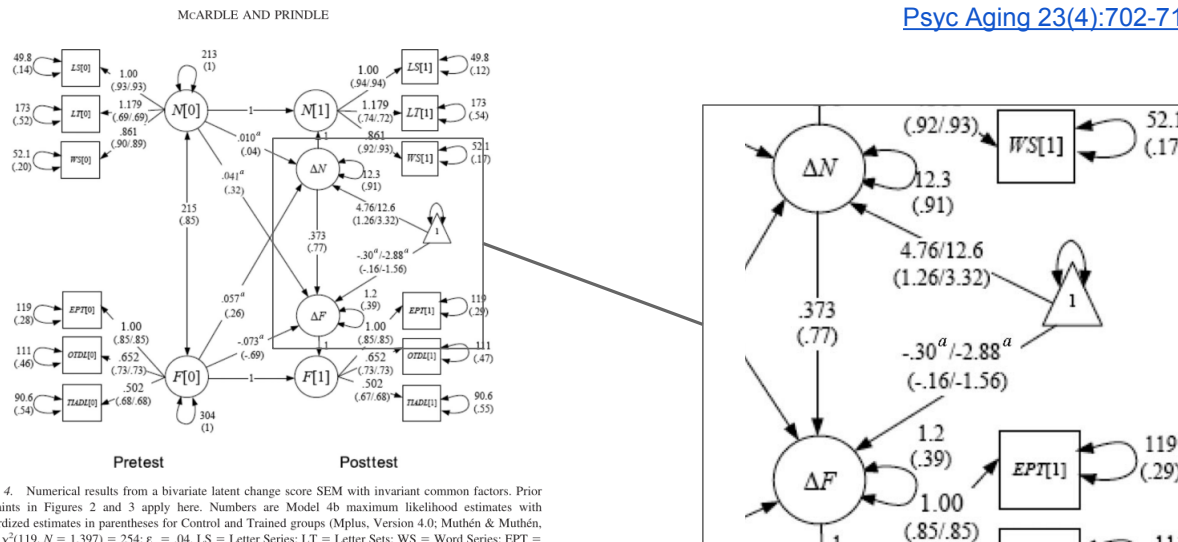 MCARDLE AND PRINDLE
Psyc Aging 23(4):702-71
49.8
(.14)
LS[0]
1.00
(.93/.93)
213
(1)
173
(.52)
LT[0]
1.179
(.69/.69)
N[0]
.861
(.90/.89)
52.1
(.20)
WS[0]
1
N[1]
1.00
(.94/.94)
LS[1]
49.8
(.12)
1.179
(.74/.72)
LT[1]
173
(.54)
.861
(.92/.93)
WS[1]
52.1
(.17)
1
.010a
(.04)
ΔN
12.3
(.91)
.041a
(.32)
4.76/12.6
(1.26/3.32)
1
215
(.85)
.373
(.77)
-.30a/-2.88a
(-.16/-1.56)
.057a
(.26)
ΔF
1.2
(.39)
-.073a
(-.69)
1
119
(.28)
EPT[0]
1.00
(.85/.85)
111
(.46)
OTDL[0]
.652
(.73/.73)
F[0]
.502
(.68/.68)
90.6
(.54)
TIADL[0]
304
(1)
1
F[1]
1.00
(.85/.85)
EPT[1]
119
(.29)
.652
(.73/.73)
OTDL[1]
111
(.47)
.502
(.67/.68)
TIADL[1]
90.6
(.55)
Pretest
Posttest
4. Numerical results from a bivariate latent change score SEM with invariant common factors. Prior
aints in Figures 2 and 3 apply here. Numbers are Model 4b maximum likelihood estimates with
rdized estimates in parentheses for Control and Trained groups (Mplus, Version 4.0; Muthén & Muthén,
χ2(119, N = 1,397) = 254; ε = .04. LS = Letter Series; LT = Letter Sets; WS = Word Series; EPT =
(.92/.93)
WS[1]
52.1
(.17
ΔN
12.3
(.91)
4.76/12.6
(1.26/3.32)
1
.373
(.77)
-.30a/-2.88a
(-.16/-1.56)
ΔF
1.2
(.39)
1.00
(.85/.85)
EPT[1]
119
(.29)
1